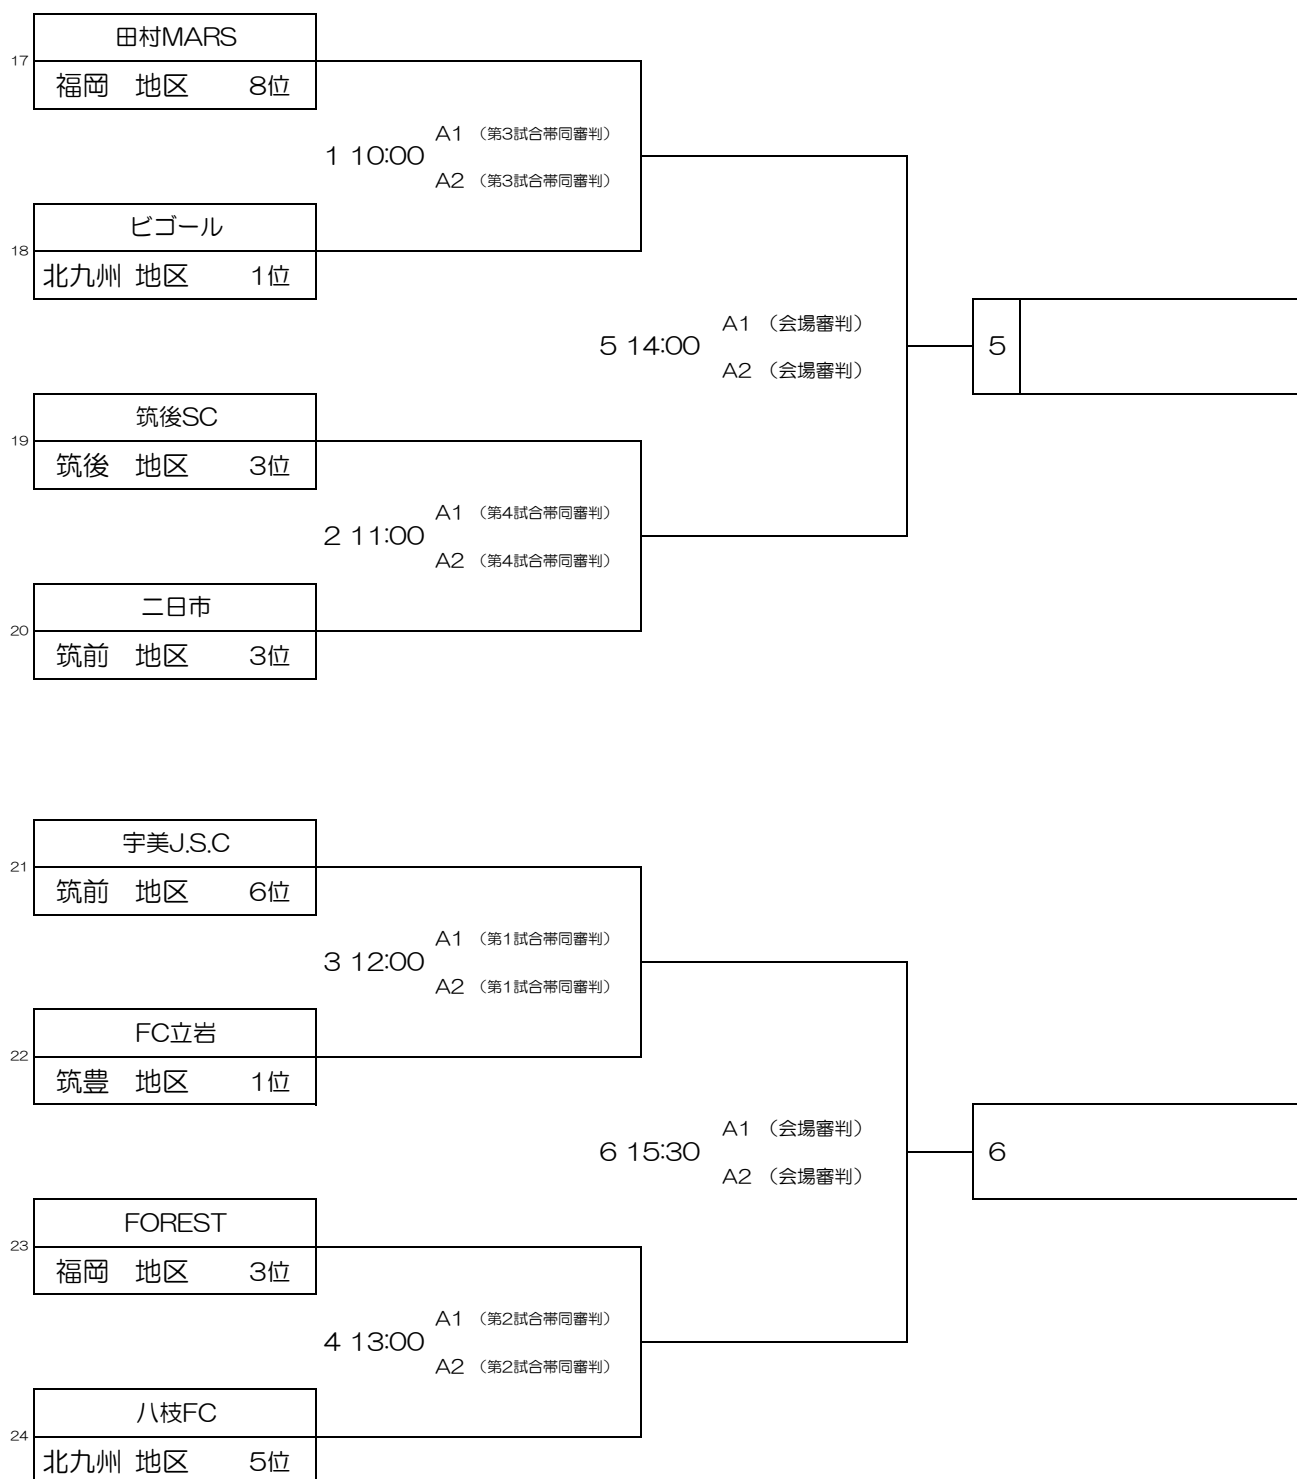 田村MARS
17
福岡 地区 8位
A1 （第3試合帯同審判）
1 10:00
A2 （第3試合帯同審判）
ビゴール
18
北九州 地区 1位
A1 （会場審判）
5 14:00
5
A2 （会場審判）
筑後SC
19
筑後 地区 3位
A1 （第4試合帯同審判）
2 11:00
A2 （第4試合帯同審判）
二日市
20
筑前 地区 3位
宇美J.S.C
21
筑前 地区 6位
A1 （第1試合帯同審判）
3 12:00
A2 （第1試合帯同審判）
FC立岩
22
筑豊 地区 1位
A1 （会場審判）
6 15:30
6
A2 （会場審判）
FOREST
23
福岡 地区 3位
A1 （第2試合帯同審判）
4 13:00
A2 （第2試合帯同審判）
八枝FC
24
北九州 地区 5位